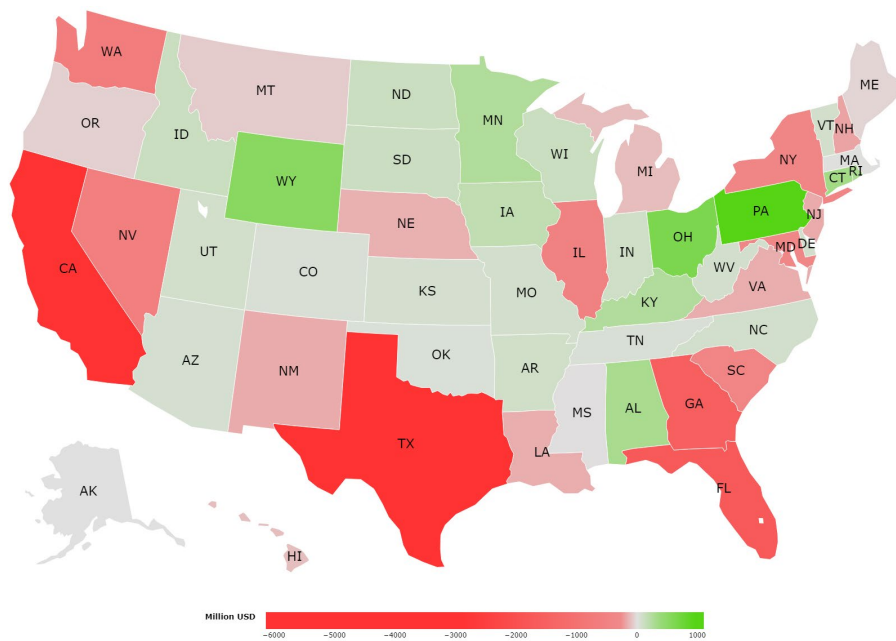 WA
MT
ND
MN
ME
OR
ID
SD
WI
VT
NH
WY
MI
NY
MA
CT
RI
IA
NE
PA
NJ
NV
UT
IL
IN
OH
MD
DE
CA
CO
KS
MO
WV
VA
KY
AZ
NM
OK
TN
NC
AR
SC
MS
AL
GA
TX
LA
AK
FL
HI
Million USD
−6000 −5000 −4000 −3000 −2000 −1000 0 1000